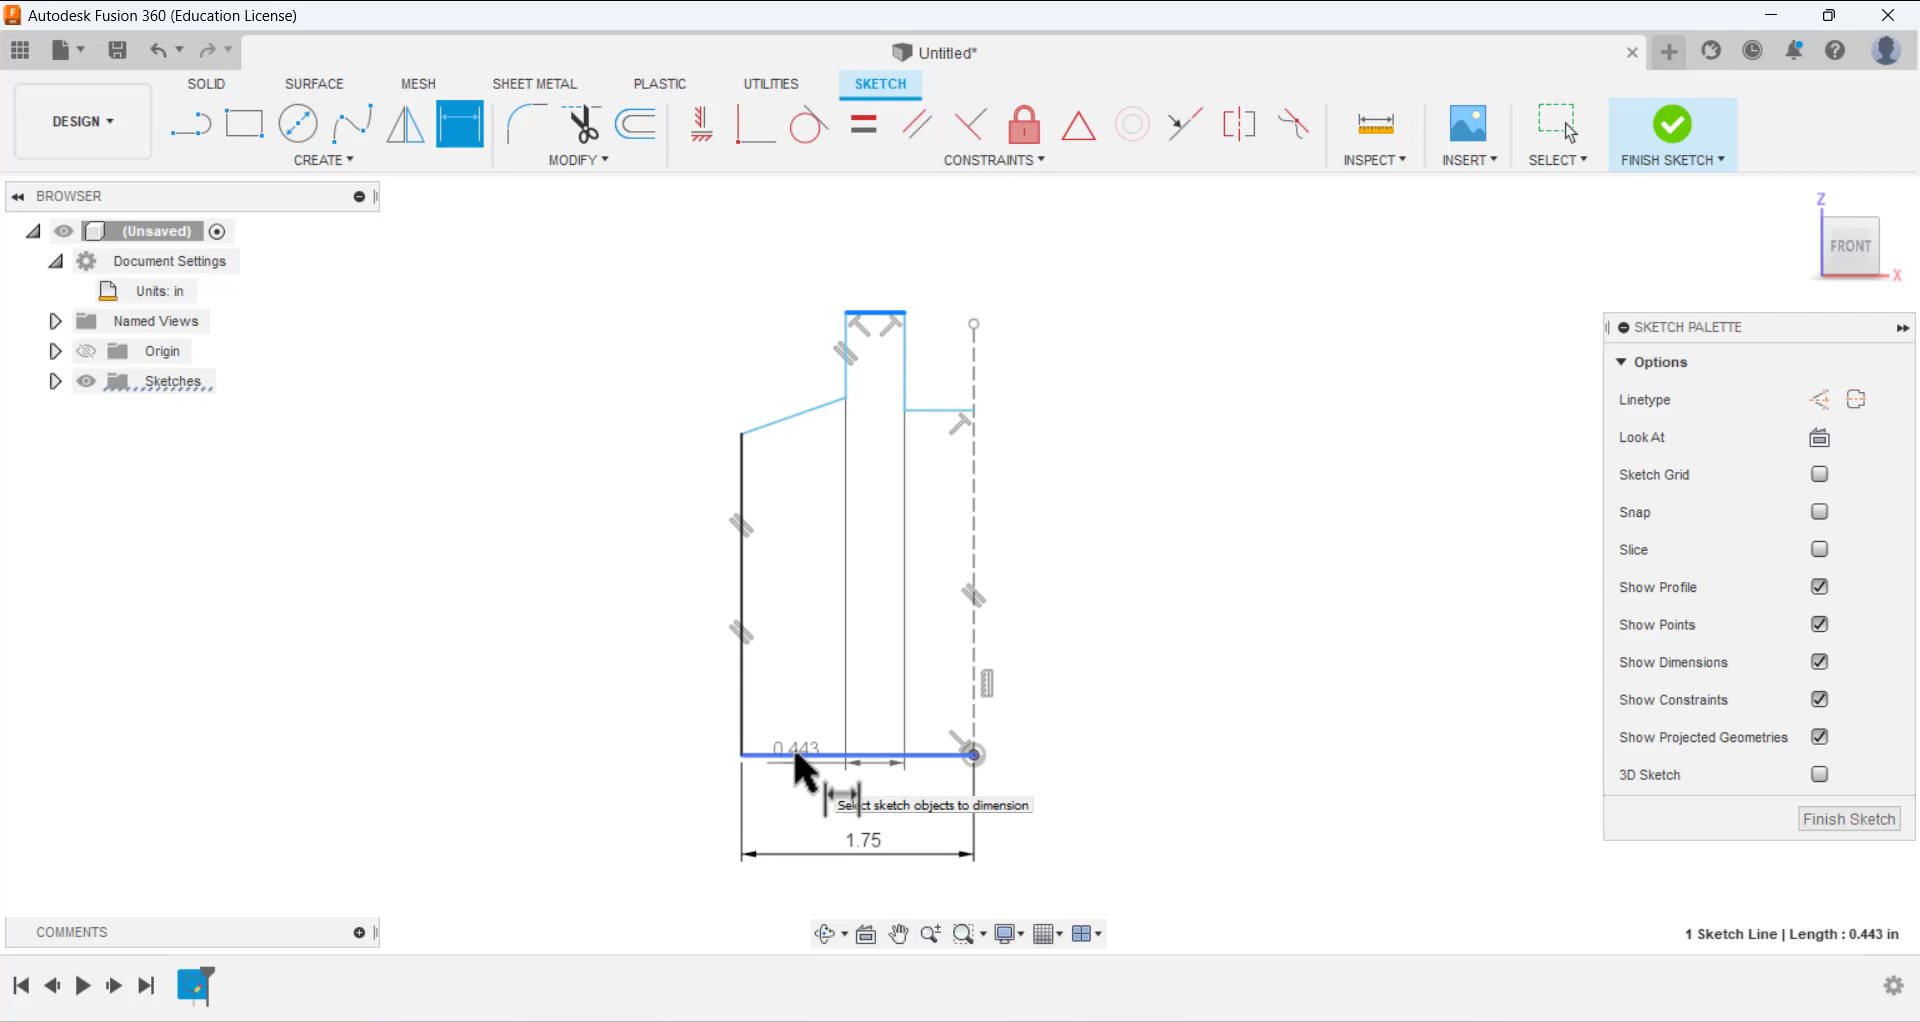 Autodesk Fusion 360 (Education License)
Untitled*
SOLID SURFACE MESH SHEET METAL PLASTIC UTILITIES SKETCH
DESIGN
CREATE MODIFY CONSTRAINTS INSPECT INSERT SELECT FINISH SKETCH
BROWSER
(Unsaved)
Document Settings
Units: in
Named Views
Origin
Sketches
Z
FRONT
X
SKETCH PALETTE
Options
Linetype
Look At
Sketch Grid
Snap
Slice
Show Profile
Show Points
Show Dimensions
Show Constraints
Show Projected Geometries
3D Sketch
Finish Sketch
0.443
Select sketch objects to dimension
1.75
COMMENTS
1 Sketch Line | Length : 0.443 in